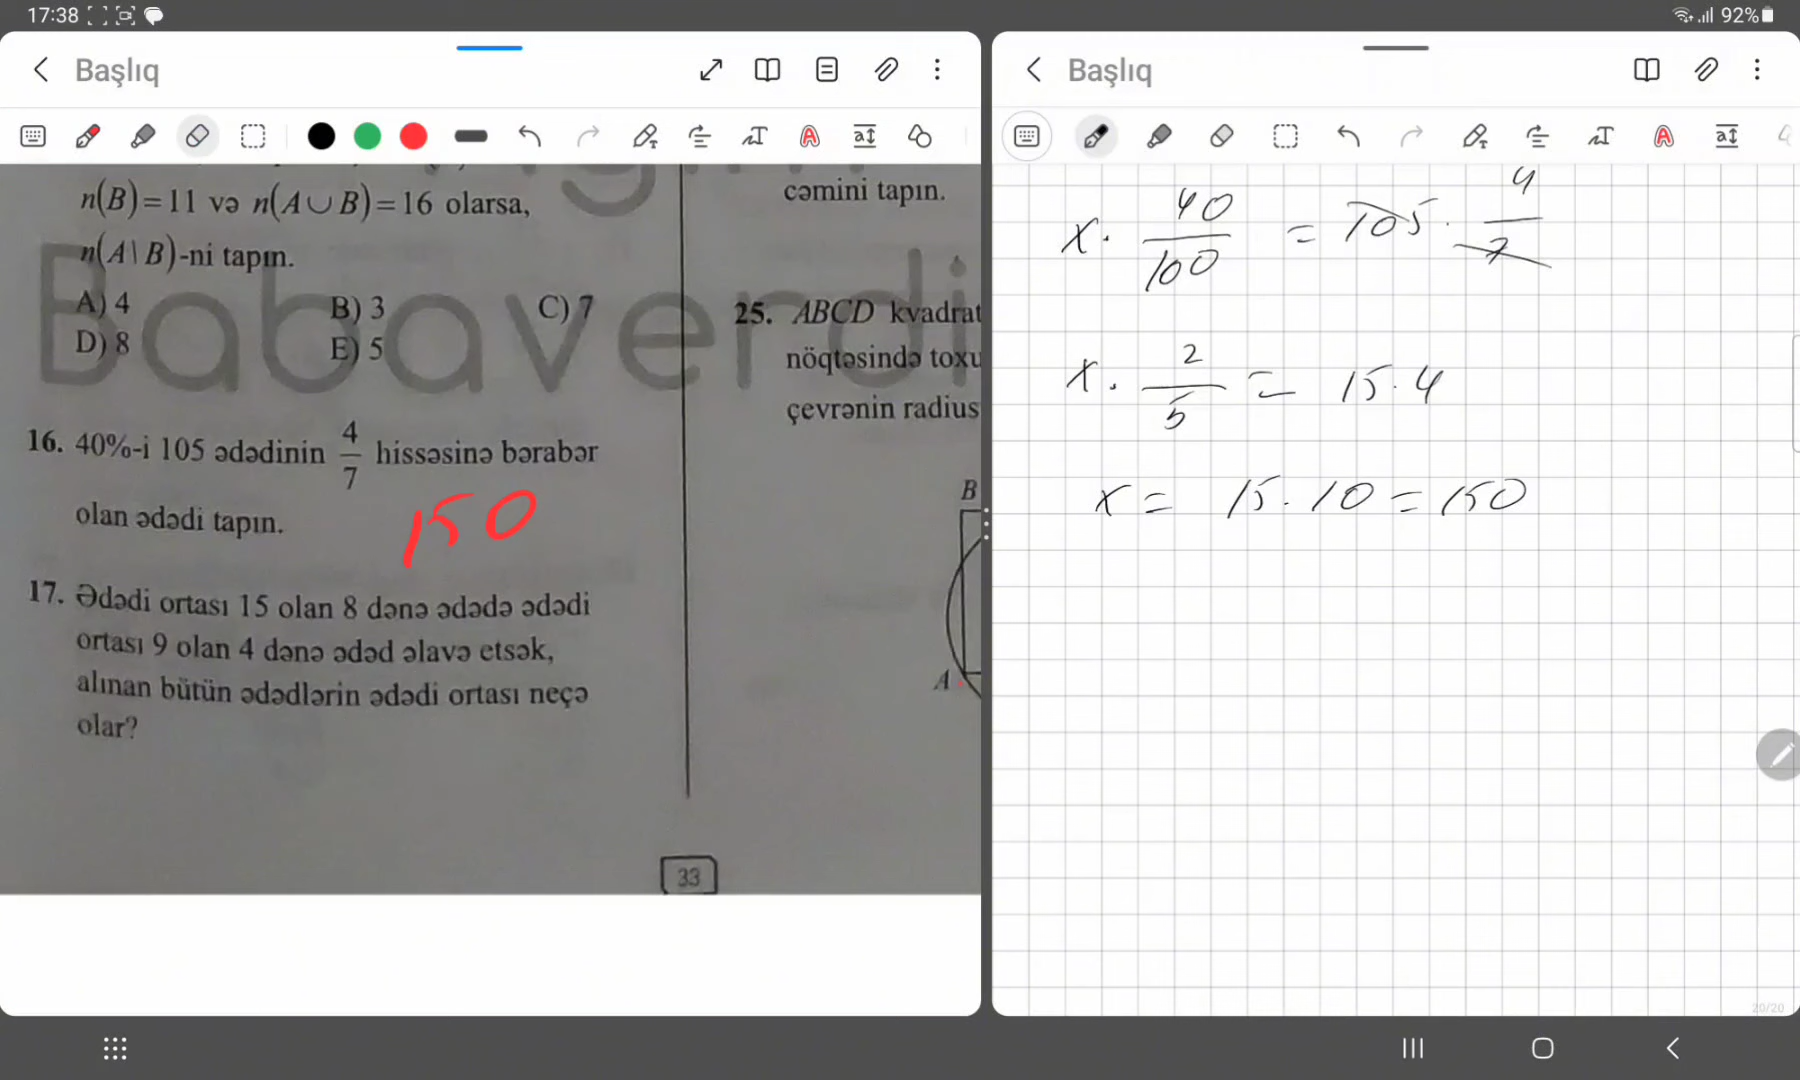 17:38
92%
Başlıq
n(B)=11 və n(A∪B)=16 olarsa,
n(A\B)-ni tapın.
A) 4 B) 3 C) 7
D) 8 E) 5
Babaverdi
16. 40%-i 105 ədədinin 4/7 hissəsinə bərabər
olan ədədi tapın.
150
17. Ədədi ortası 15 olan 8 dənə ədədə ədədi
ortası 9 olan 4 dənə ədəd əlavə etsək,
alınan bütün ədədlərin ədədi ortası neçə
olar?
cəmini tapın.
25. ABCD kvadrat
nöqtəsində toxu
çevrənin radius
B
A
33
Başlıq
x · 40/100 = 105 · 4/7
x · 2/5 = 15 · 4
x = 15 · 10 = 150
20/20